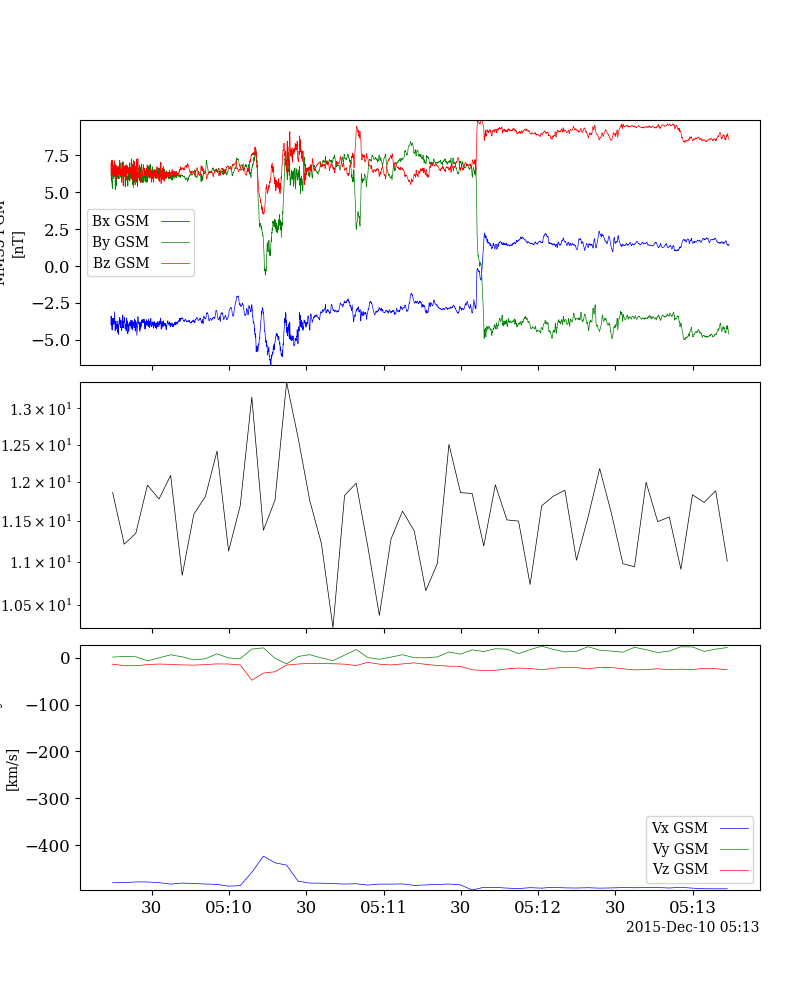 7.5
5.0
2.5
0.0
−2.5
−5.0
[nT]
Bx GSM
By GSM
Bz GSM
1.3 × 10¹
1.25 × 10¹
1.2 × 10¹
1.15 × 10¹
1.1 × 10¹
1.05 × 10¹
0
−100
−200
−300
−400
[km/s]
Vx GSM
Vy GSM
Vz GSM
30 05:10 30 05:11 30 05:12 30 05:13
2015-Dec-10 05:13